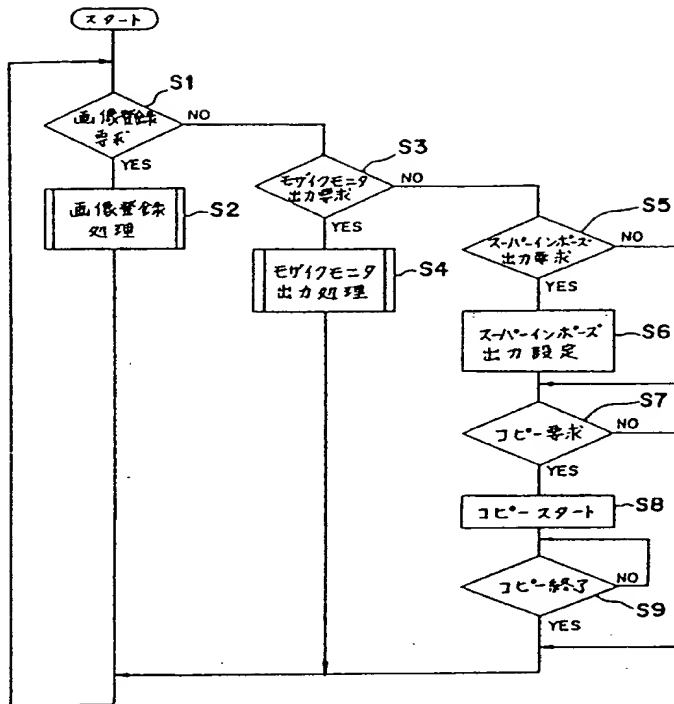 スタート
S1
画像登録
要求
NO
YES
画像登録
処理
S2
S3
モザイクモニタ
出力要求
NO
YES
モザイクモニタ
出力処理
S4
S5
スーパーインポーズ
出力要求
NO
YES
スーパーインポーズ
出力設定
S6
S7
コピー要求
NO
YES
コピースタート
S8
コピー終了
NO
S9
YES